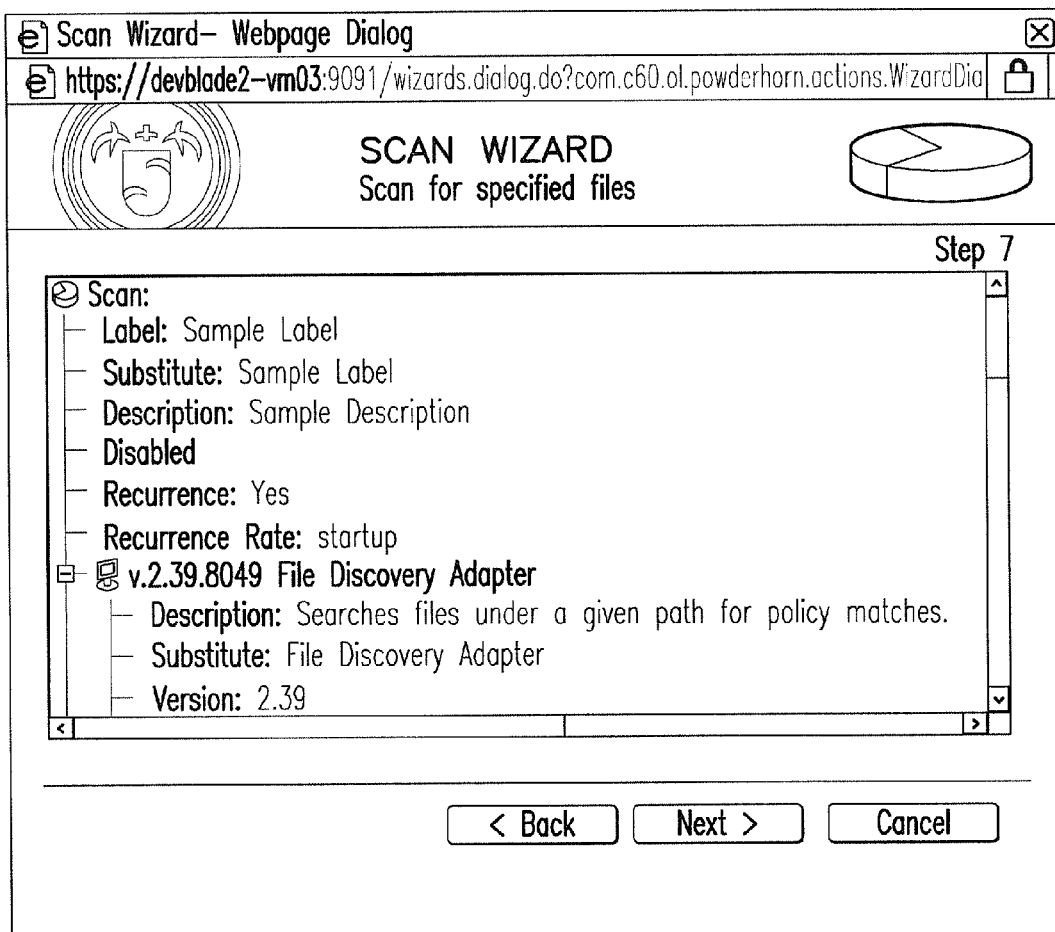 Scan Wizard– Webpage Dialog
https://devblade2–vm03:9091/wizards.dialog.do?com.c60.ol.powderhorn.actions.WizardDia
SCAN WIZARD
Scan for specified files
Step 7
Scan:
Label: Sample Label
Substitute: Sample Label
Description: Sample Description
Disabled
Recurrence: Yes
Recurrence Rate: startup
v.2.39.8049 File Discovery Adapter
Description: Searches files under a given path for policy matches.
Substitute: File Discovery Adapter
Version: 2.39
< Back Next > Cancel